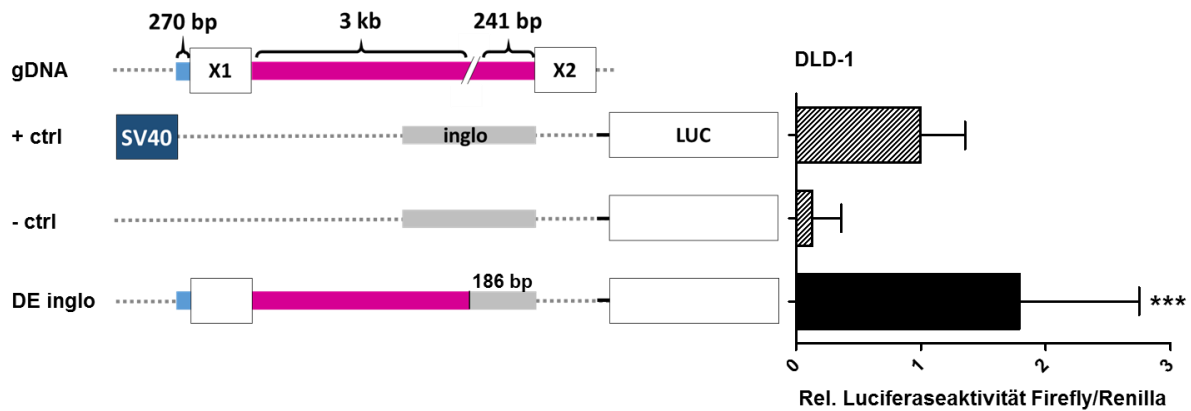 270 bp 3 kb 241 bp
gDNA X1 X2
DLD-1
+ ctrl SV40 inglo LUC
- ctrl
186 bp
DE inglo ***
0 1 2 3
Rel. Luciferaseaktivität Firefly/Renilla